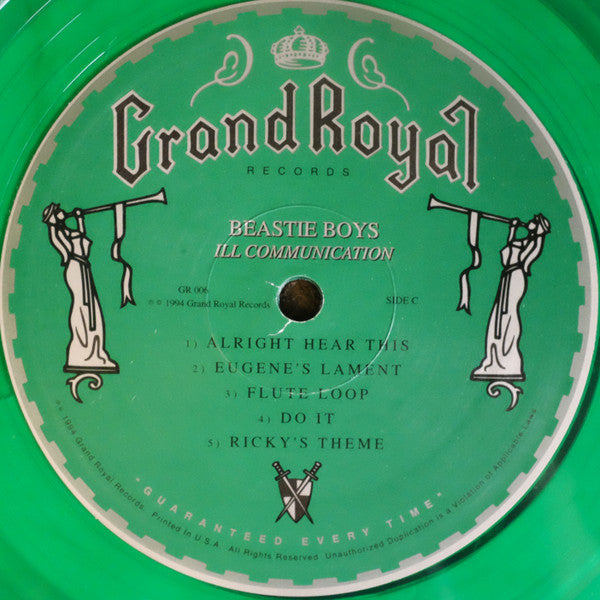 Grand Royal
RECORDS
BEASTIE BOYS
ILL COMMUNICATION
GR 006
℗ © 1994 Grand Royal Records
SIDE C
1) ALRIGHT HEAR THIS
2) EUGENE'S LAMENT
3) FLUTE LOOP
4) DO IT
5) RICKY'S THEME
"GUARANTEED EVERY TIME"
℗ © 1994 Grand Royal Records. Printed in U.S.A. All Rights Reserved. Unauthorized Duplication is a Violation of Applicable Laws